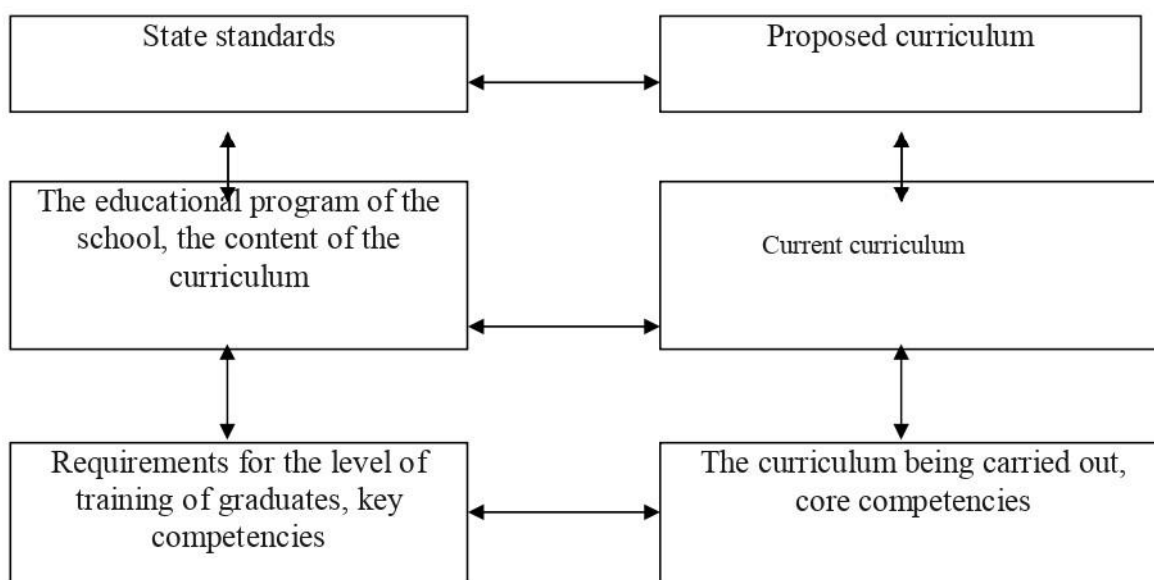 State standards
Proposed curriculum
The educational program of the
school, the content of the
curriculum
Current curriculum
Requirements for the level of
training of graduates, key
competencies
The curriculum being carried out,
core competencies